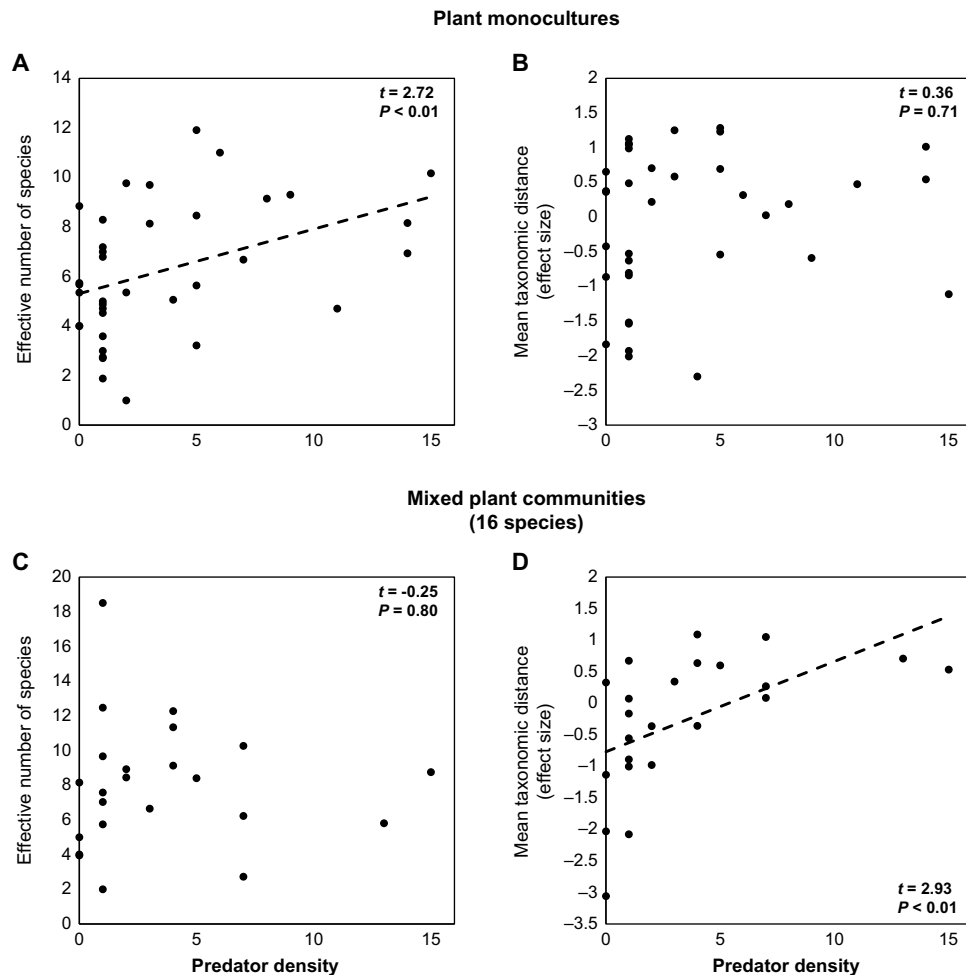 Plant monocultures
A
B
t = 2.72
P < 0.01
Effective number of species
14
12
10
8
6
4
2
0
0
5
10
15
t = 0.36
P = 0.71
Mean taxonomic distance
(effect size)
2
1.5
1
0.5
0
–0.5
–1
–1.5
–2
–2.5
–3
0
5
10
15
Mixed plant communities
(16 species)
C
D
t = -0.25
P = 0.80
Effective number of species
20
18
16
14
12
10
8
6
4
2
0
0
5
10
15
Predator density
Mean taxonomic distance
(effect size)
2
1.5
1
0.5
0
–0.5
–1
–1.5
–2
–2.5
–3
–3.5
t = 2.93
P < 0.01
0
5
10
15
Predator density